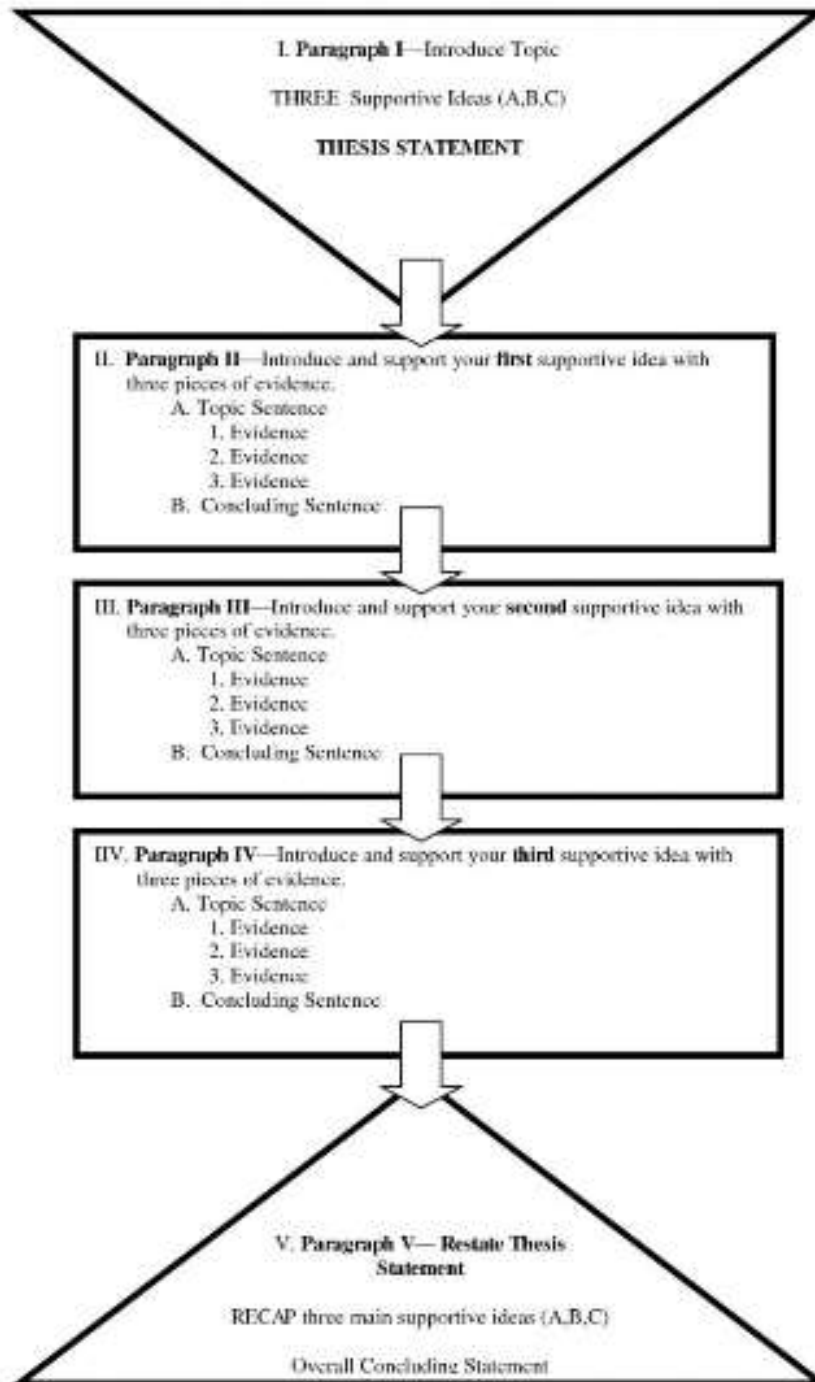 I. Paragraph I—Introduce Topic
THREE Supportive Ideas (A,B,C)
THESIS STATEMENT
II. Paragraph II—Introduce and support your first supportive idea with
three pieces of evidence.
A. Topic Sentence
1. Evidence
2. Evidence
3. Evidence
B. Concluding Sentence
III. Paragraph III—Introduce and support your second supportive idea with
three pieces of evidence.
A. Topic Sentence
1. Evidence
2. Evidence
3. Evidence
B. Concluding Sentence
IIV. Paragraph IV—Introduce and support your third supportive idea with
three pieces of evidence.
A. Topic Sentence
1. Evidence
2. Evidence
3. Evidence
B. Concluding Sentence
V. Paragraph V— Restate Thesis
Statement
RECAP three main supportive ideas (A,B,C)
Overall Concluding Statement